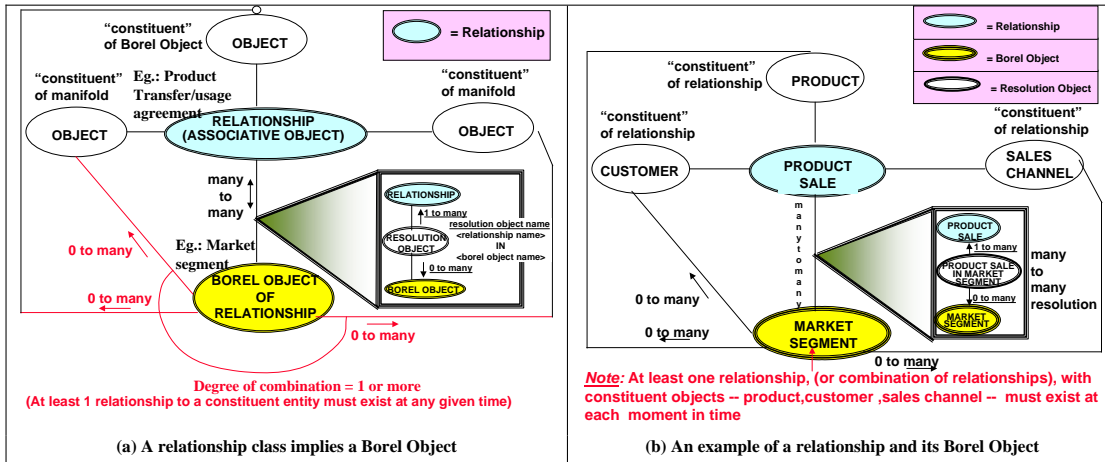 “constituent”
of Borel Object
OBJECT
= Relationship
“constituent”
of manifold
Eg.: Product
Transfer/usage
agreement
“constituent”
of manifold
OBJECT
RELATIONSHIP
(ASSOCIATIVE OBJECT)
OBJECT
many
to
many
RELATIONSHIP
1 to many
resolution object name
RESOLUTION
OBJECT
<relationship name>
IN
<borel object name>
0 to many
BOREL OBJECT
0 to many
Eg.: Market
segment
BOREL OBJECT
OF
RELATIONSHIP
0 to many
0 to many
Degree of combination = 1 or more
(At least 1 relationship to a constituent entity must exist at any given time)
(a) A relationship class implies a Borel Object
= Relationship
= Borel Object
= Resolution Object
“constituent”
of relationship
PRODUCT
“constituent”
of relationship
“constituent”
of relationship
CUSTOMER
PRODUCT
SALE
SALES
CHANNEL
manytomany
PRODUCT
SALE
1 to many
PRODUCT SALE
IN MARKET
SEGMENT
0 to many
MARKET
SEGMENT
many
to
many
resolution
0 to many
0 to many
MARKET
SEGMENT
0 to many
Note: At least one relationship, (or combination of relationships), with
constituent objects -- product,customer ,sales channel -- must exist at
each moment in time
(b) An example of a relationship and its Borel Object